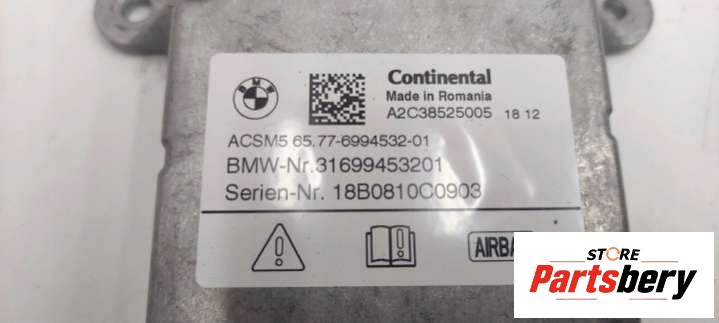 BMW
Continental
Made in Romania
A2C38525005 18 12
ACSM5 65.77-6994532-01
BMW-Nr.31699453201
Serien-Nr. 18B0810C0903
STORE
Partsbery